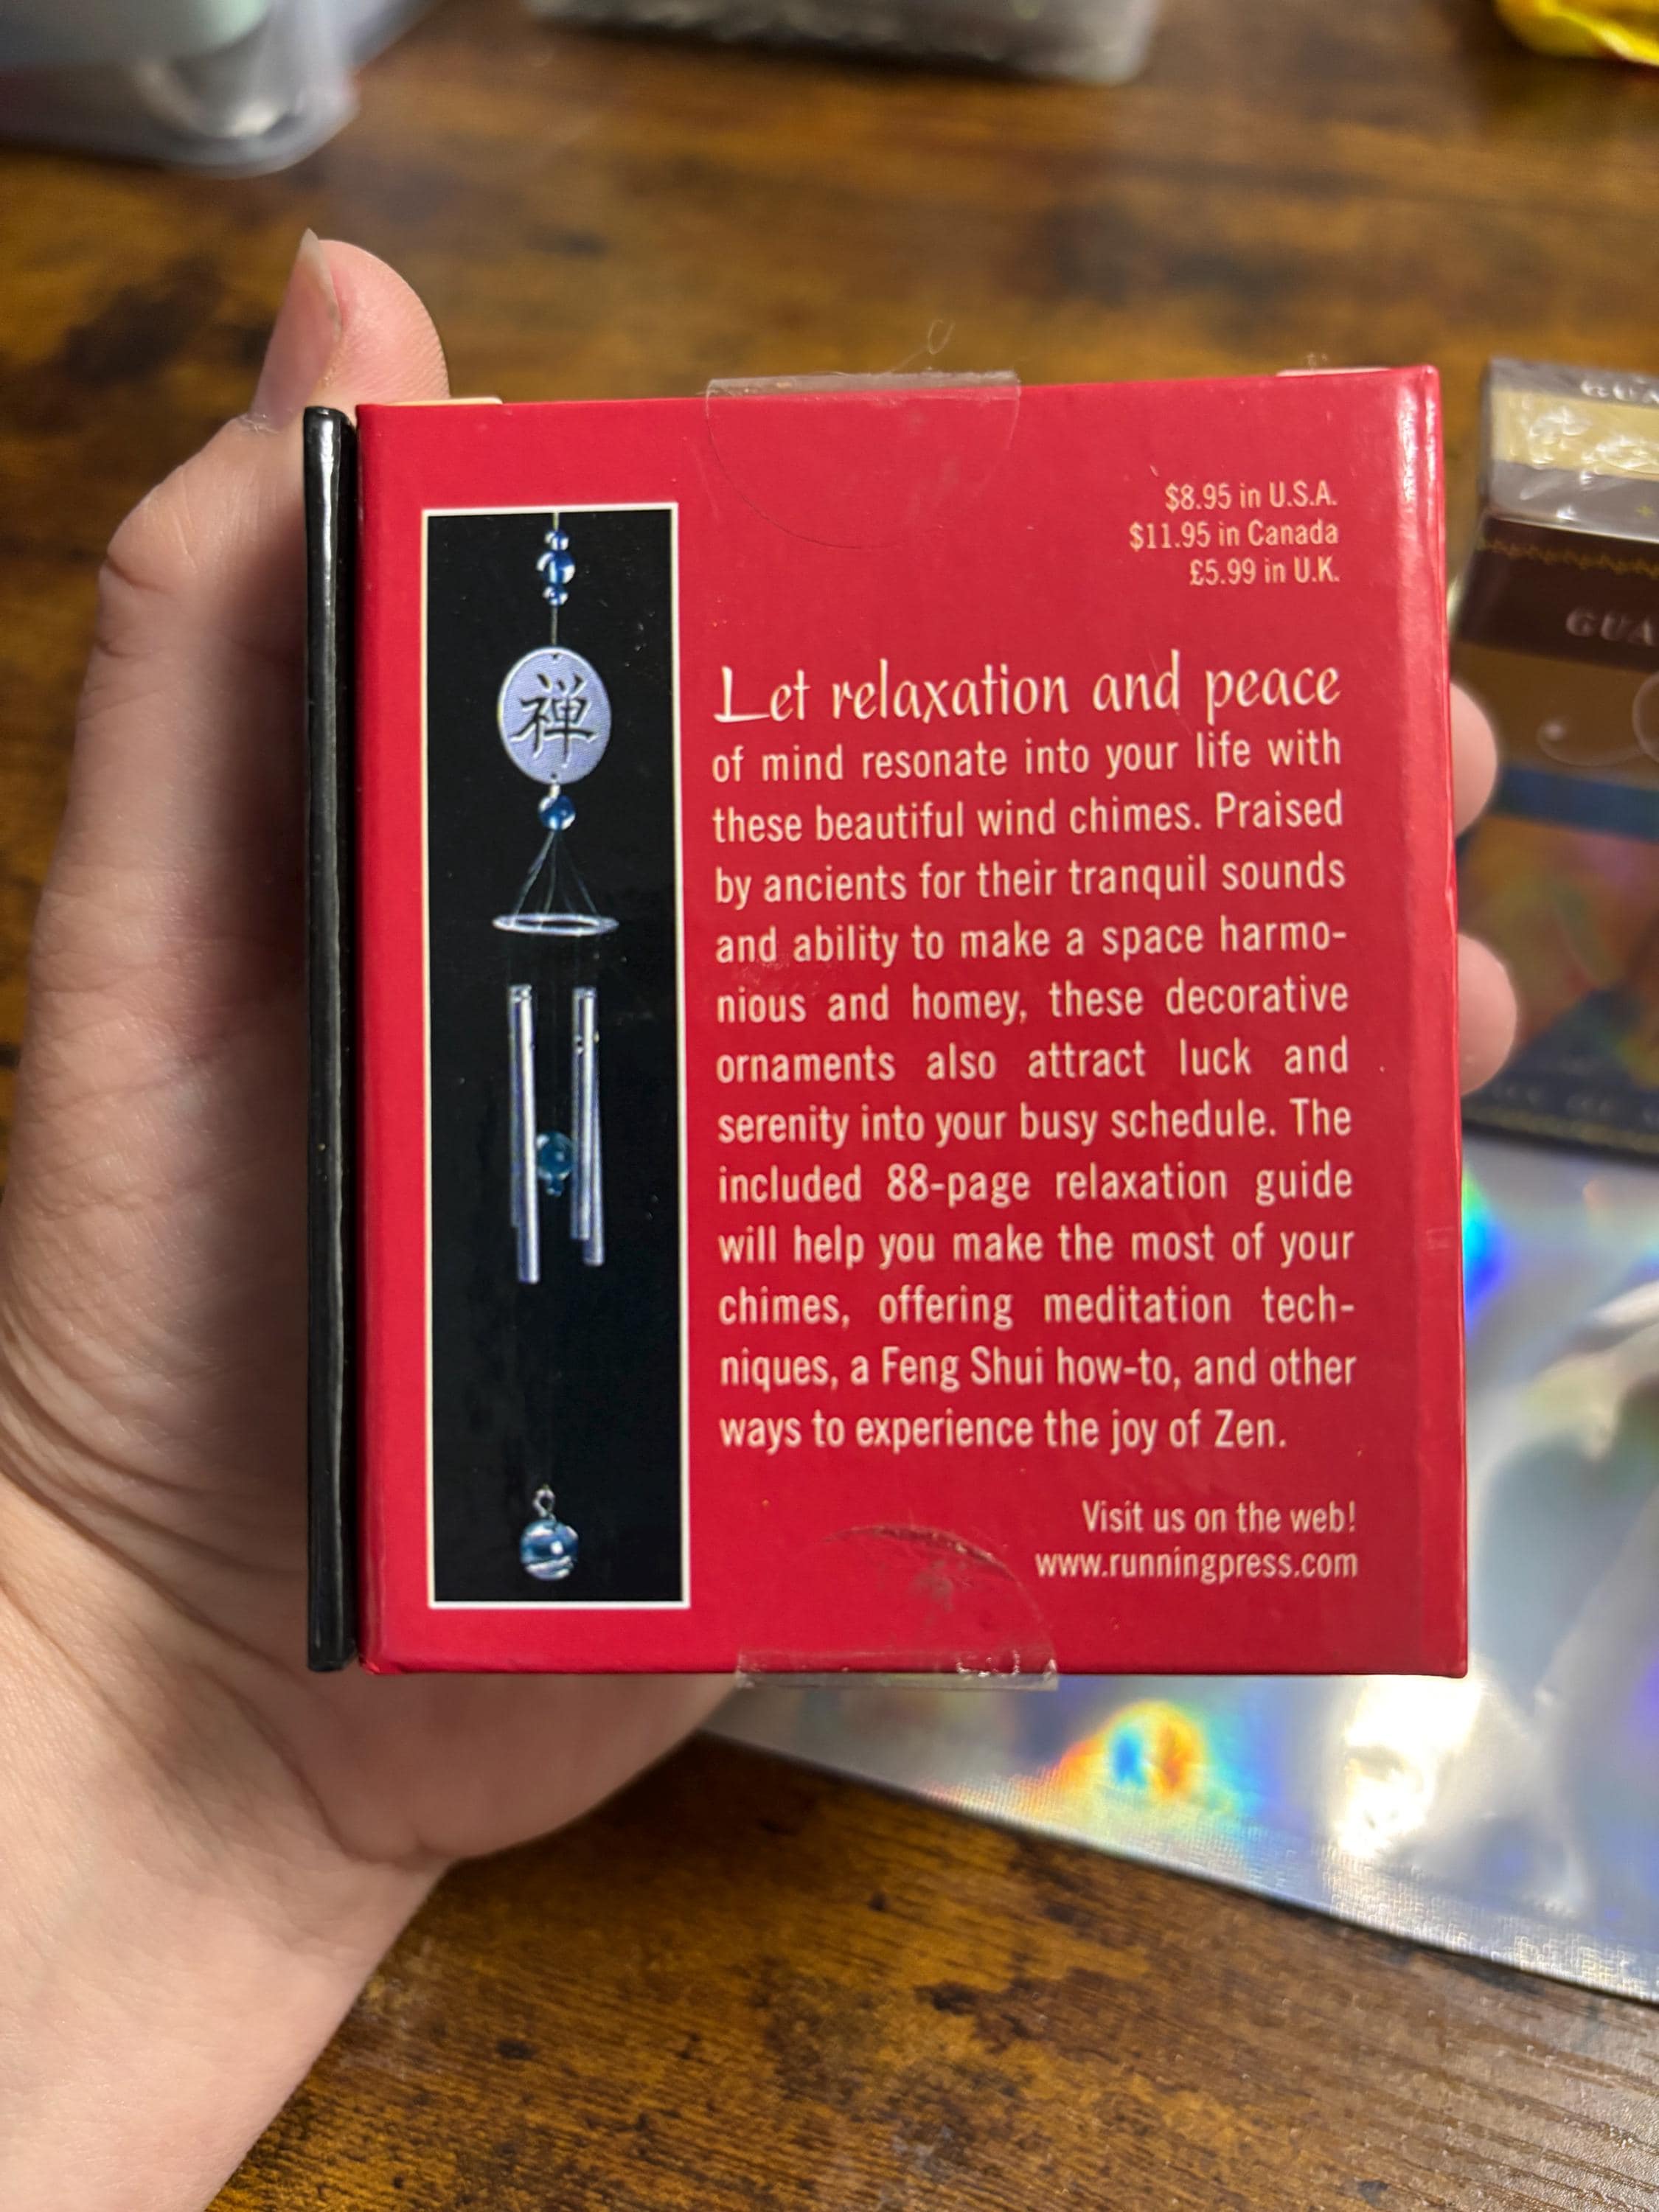 $8.95 in U.S.A.
$11.95 in Canada
£5.99 in U.K.
禅
Let relaxation and peace
of mind resonate into your life with
these beautiful wind chimes. Praised
by ancients for their tranquil sounds
and ability to make a space harmo-
nious and homey, these decorative
ornaments also attract luck and
serenity into your busy schedule. The
included 88-page relaxation guide
will help you make the most of your
chimes, offering meditation tech-
niques, a Feng Shui how-to, and other
ways to experience the joy of Zen.
Visit us on the web!
www.runningpress.com
GUA
GUA